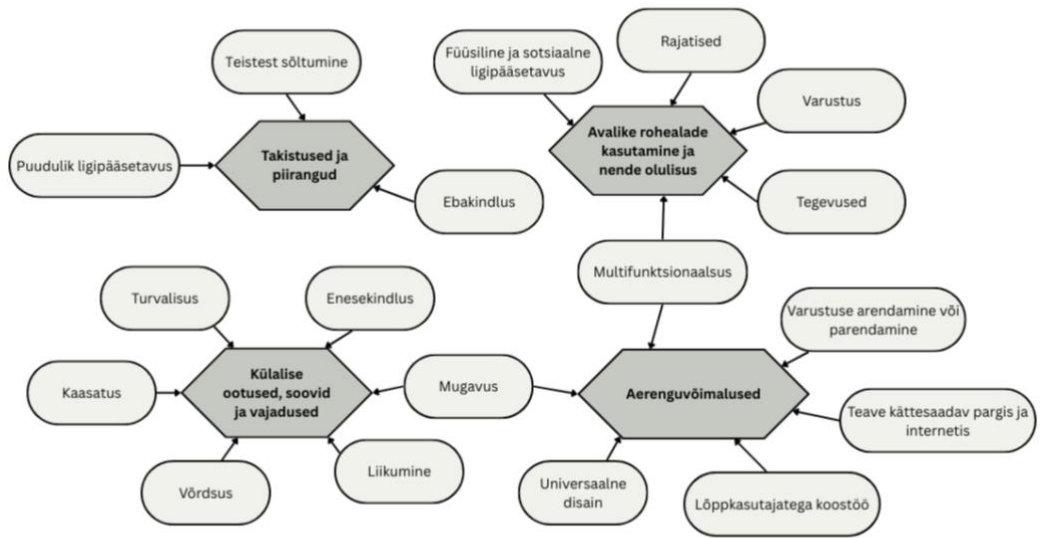 Teistest sõltumine
Puudulik ligipääsetavus
Takistused ja
piirangud
Ebakindlus
Füüsiline ja sotsiaalne
ligipääsetavus
Rajatised
Varustus
Avalike rohealade
kasutamine ja
nende olulisus
Tegevused
Multifunktsionaalsus
Turvalisus
Enesekindlus
Kaasatus
Külalise
ootused, soovid
ja vajadused
Mugavus
Võrdsus
Liikumine
Varustuse arendamine või
parendamine
Aerenguvõimalused
Teave kättesaadav pargis ja
internetis
Universaalne
disain
Lõppkasutajatega koostöö